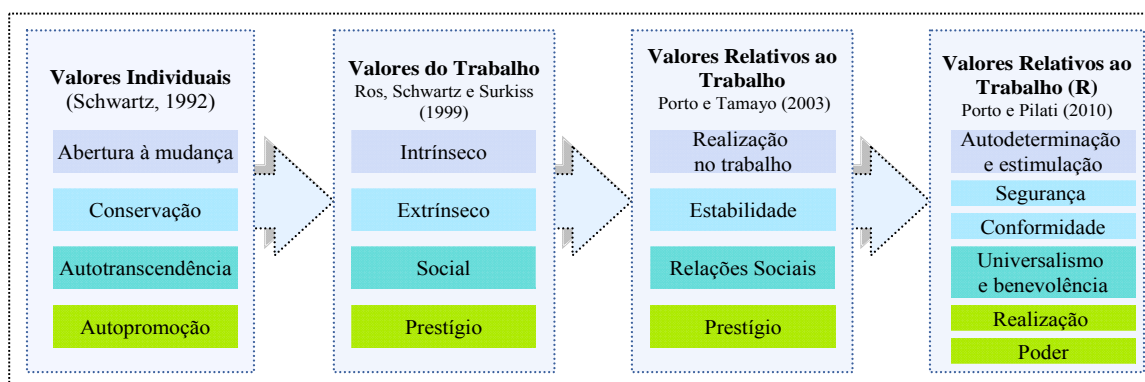 Valores Individuais
(Schwartz, 1992)
Abertura à mudança
Conservação
Autotranscendência
Autopromoção
Valores do Trabalho
Ros, Schwartz e Surkiss
(1999)
Intrínseco
Extrínseco
Social
Prestígio
Valores Relativos ao
Trabalho
Porto e Tamayo (2003)
Realização
no trabalho
Estabilidade
Relações Sociais
Prestígio
Valores Relativos ao
Trabalho (R)
Porto e Pilati (2010)
Autodeterminação
e estimulação
Segurança
Conformidade
Universalismo
e benevolência
Realização
Poder